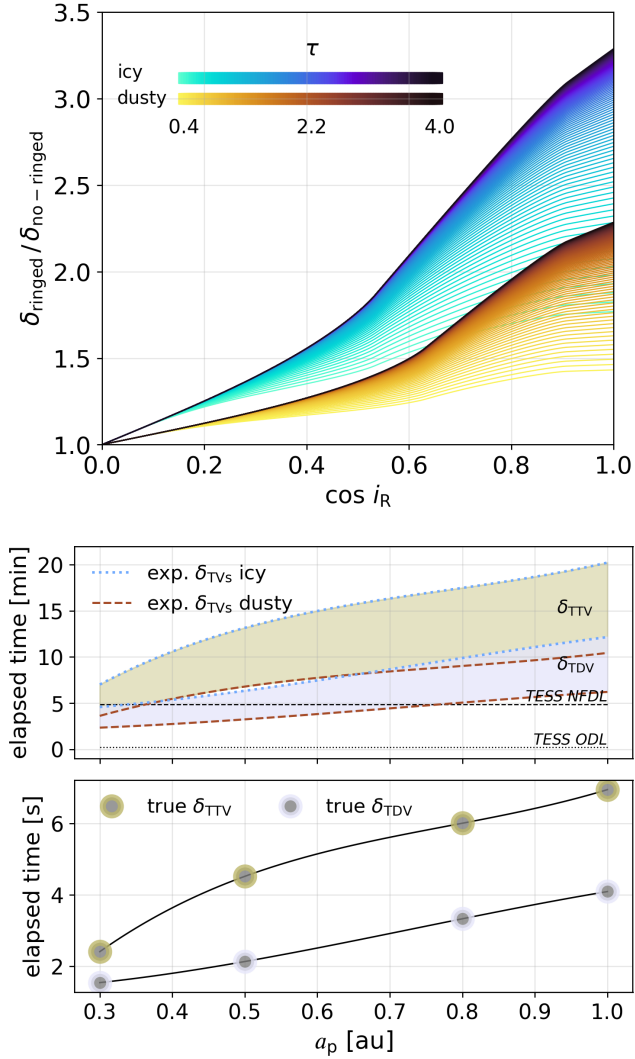 3.5
τ
icy
dusty
0.4 2.2 4.0
3.0
2.5
2.0
1.5
1.0
δringed / δno−ringed
0.0 0.2 0.4 0.6 0.8 1.0
cos iR
exp. δTVs icy
exp. δTVs dusty
δTTV
δTDV
TESS NFDL
TESS ODL
20
15
10
5
0
elapsed time [min]
true δTTV true δTDV
6
4
2
elapsed time [s]
0.3 0.4 0.5 0.6 0.7 0.8 0.9 1.0
ap [au]